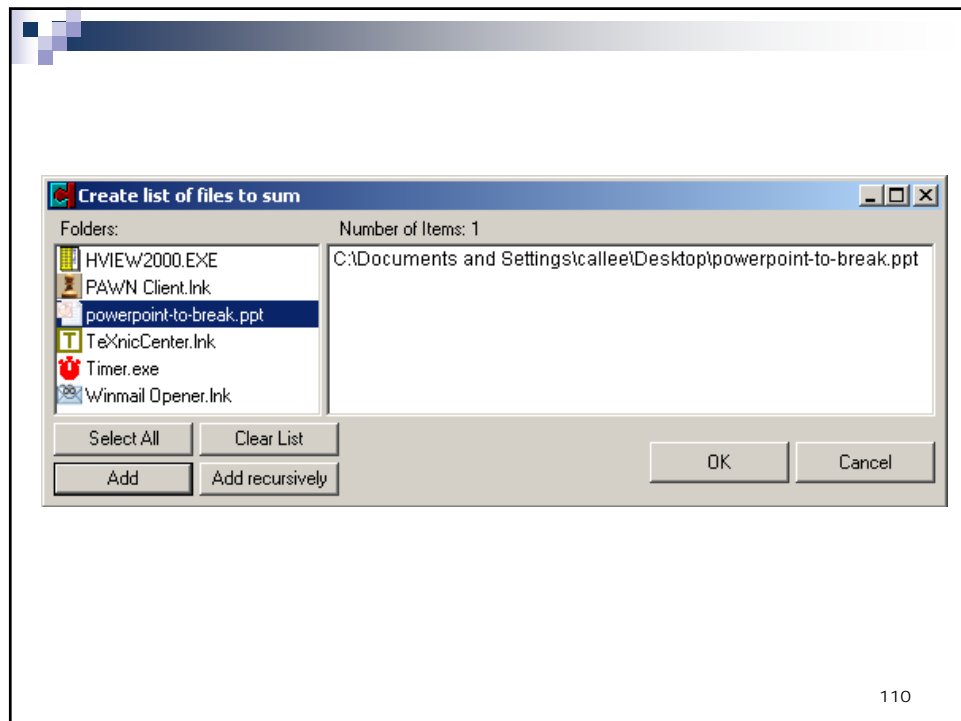 Create list of files to sum
Folders:
Number of Items: 1
HVIEW2000.EXE
PAWN Client.lnk
powerpoint-to-break.ppt
TeXnicCenter.lnk
Timer.exe
Winmail Opener.lnk
C:\Documents and Settings\callee\Desktop\powerpoint-to-break.ppt
Select All
Clear List
Add
Add recursively
OK
Cancel
110